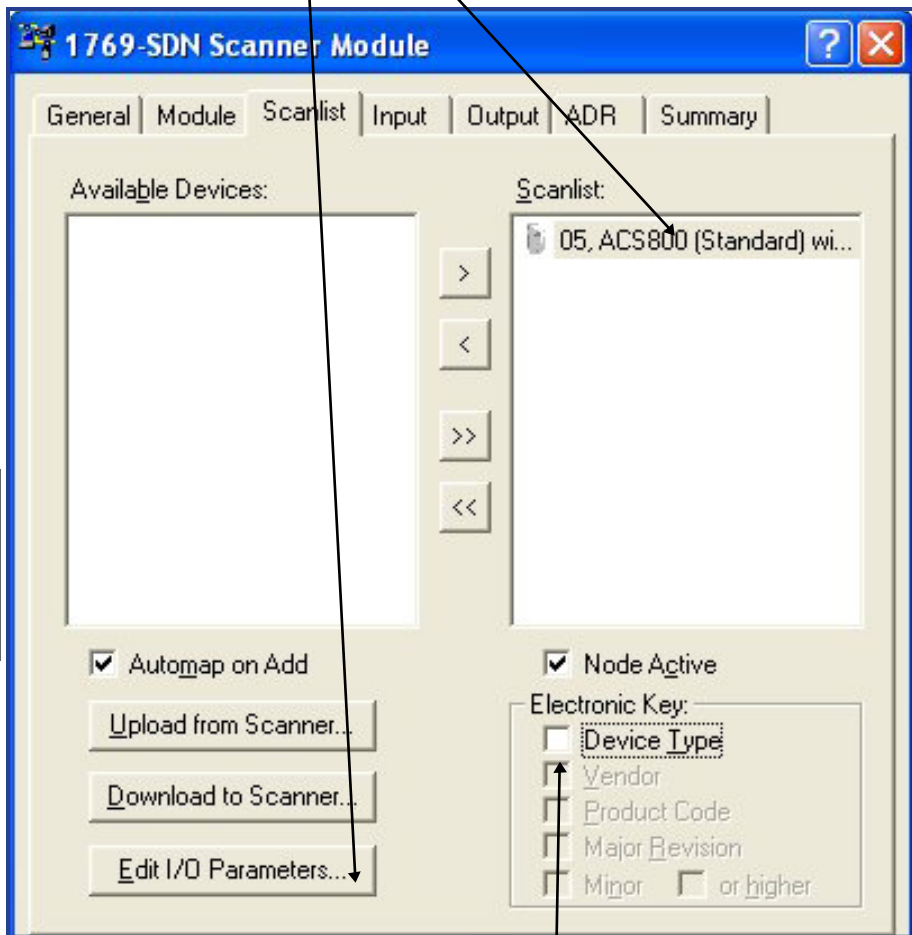 1769-SDN Scanner Module
General Module Scanlist Input Output ADR Summary
Available Devices:
Scanlist:
05, ACS800 (Standard) wi...
>
<
>>
<<
Automap on Add
Node Active
Upload from Scanner...
Download to Scanner...
Edit I/O Parameters...
Electronic Key:
Device Type
Vendor
Product Code
Major Revision
Minor or higher